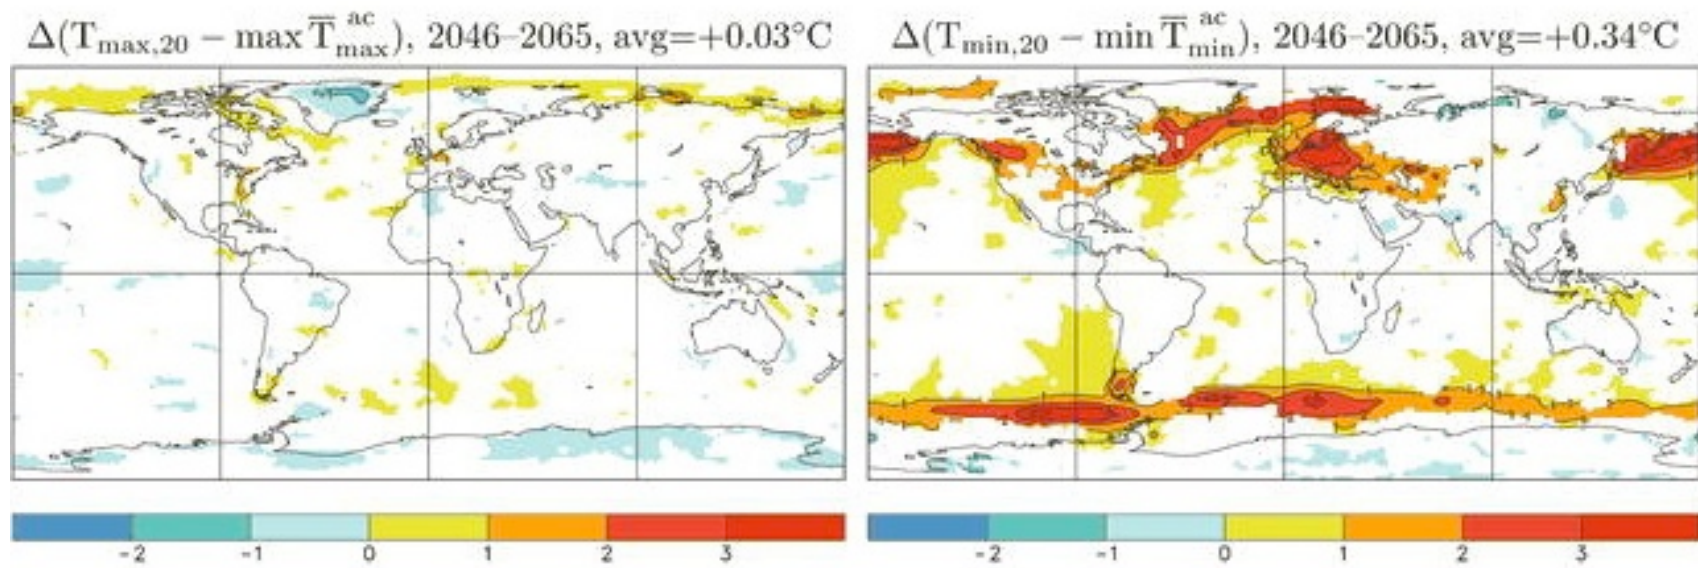 Δ(T_max,20 − max T̅_max^ac), 2046–2065, avg=+0.03°C
Δ(T_min,20 − min T̅_min^ac), 2046–2065, avg=+0.34°C
-2 -1 0 1 2 3
-2 -1 0 1 2 3